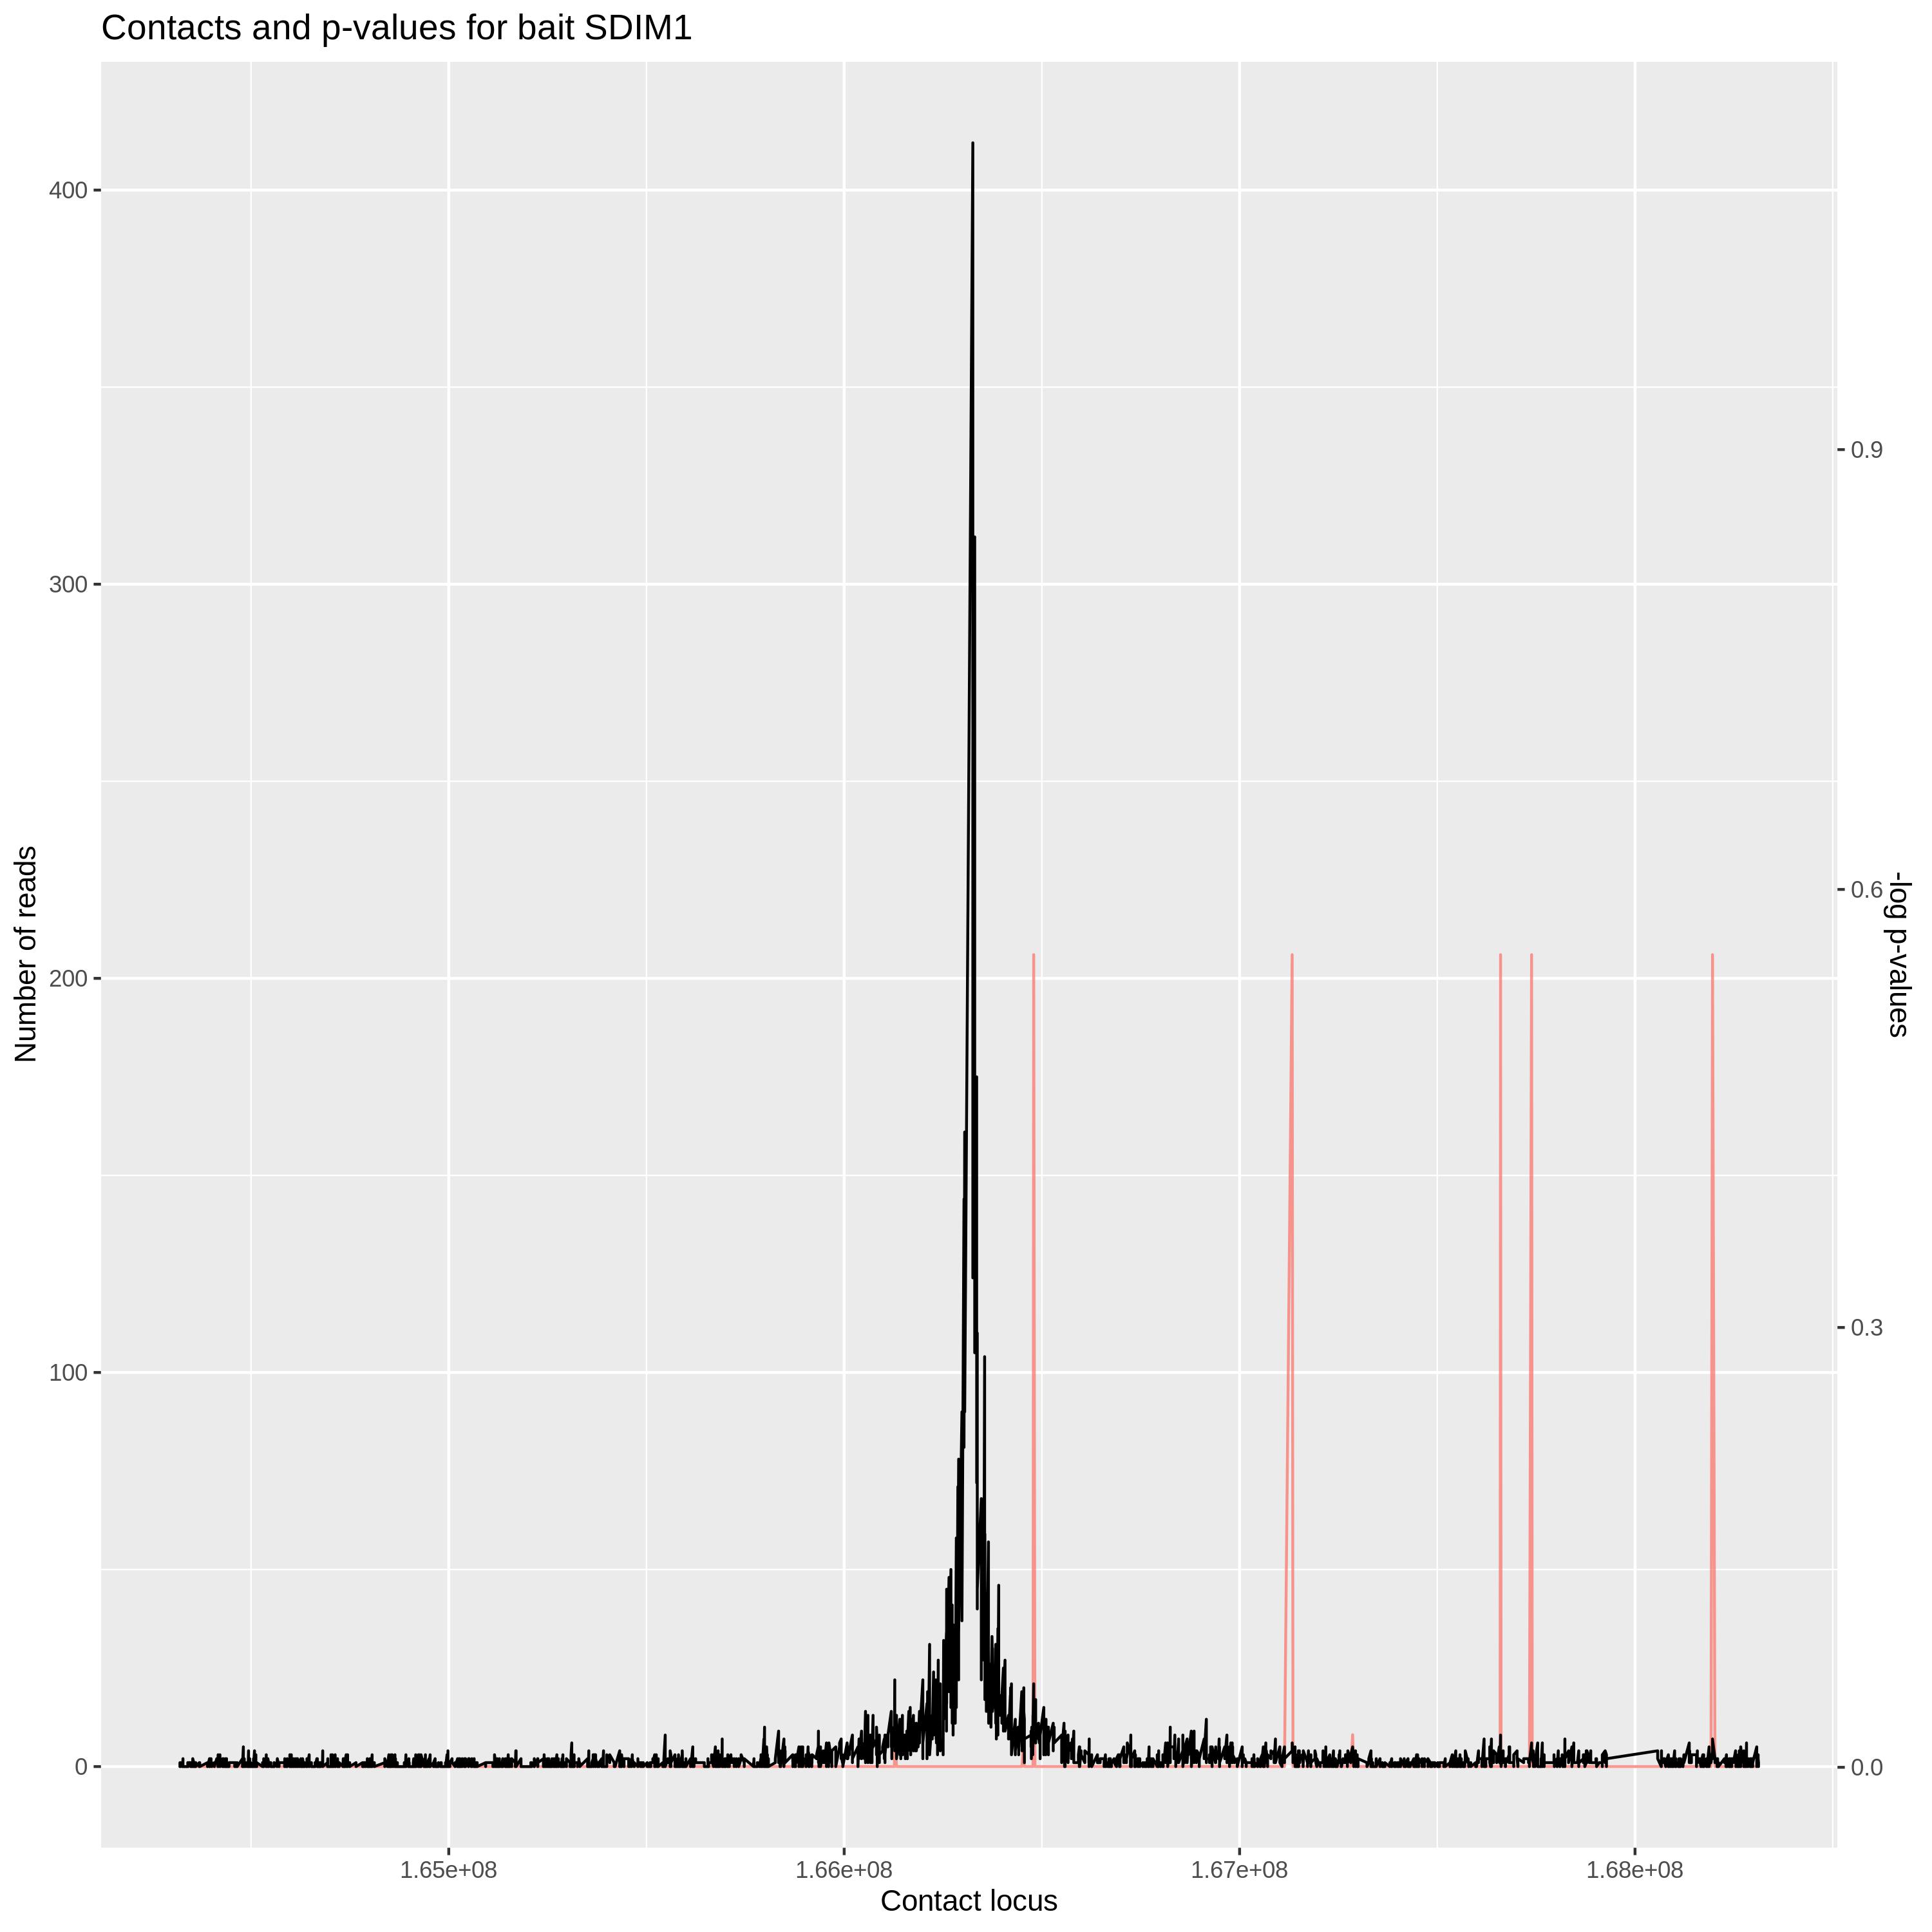 Contacts and p-values for bait SDIM1
400
300
200
100
0
Number of reads
0.9
0.6
0.3
0.0
-log p-values
1.65e+08
1.66e+08
1.67e+08
1.68e+08
Contact locus